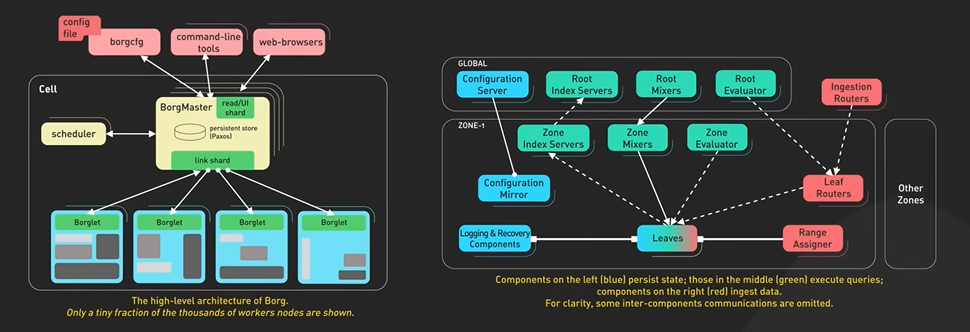 config
file
borgcfg
command-line
tools
web-browsers
Cell
BorgMaster
read/UI
shard
persistent store
(Paxos)
scheduler
link shard
Borglet
Borglet
Borglet
Borglet
The high-level architecture of Borg.
Only a tiny fraction of the thousands of workers nodes are shown.
GLOBAL
Configuration
Server
Root
Index Servers
Root
Mixers
Root
Evaluator
Ingestion
Routers
ZONE-1
Zone
Index Servers
Zone
Mixers
Zone
Evaluator
Configuration
Mirror
Leaf
Routers
Other
Zones
Logging & Recovery
Components
Leaves
Range
Assigner
Components on the left (blue) persist state; those in the middle (green) execute queries;
components on the right (red) ingest data.
For clarity, some inter-components communications are omitted.